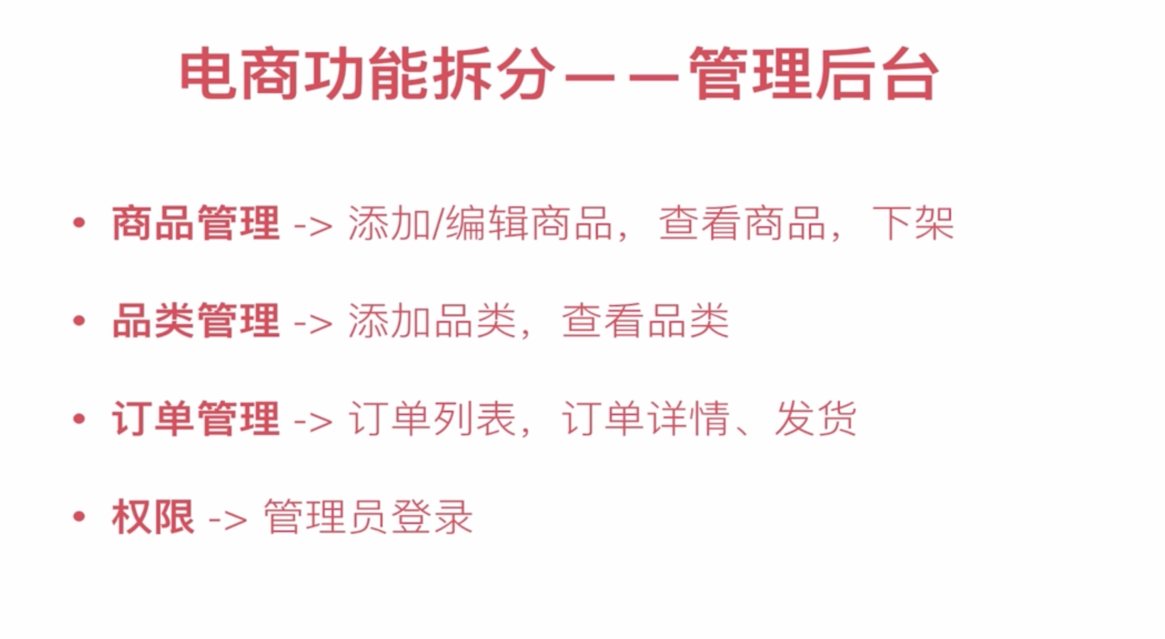 电商功能拆分——管理后台
• 商品管理 -> 添加/编辑商品，查看商品，下架
• 品类管理 -> 添加品类，查看品类
• 订单管理 -> 订单列表，订单详情、发货
• 权限 -> 管理员登录